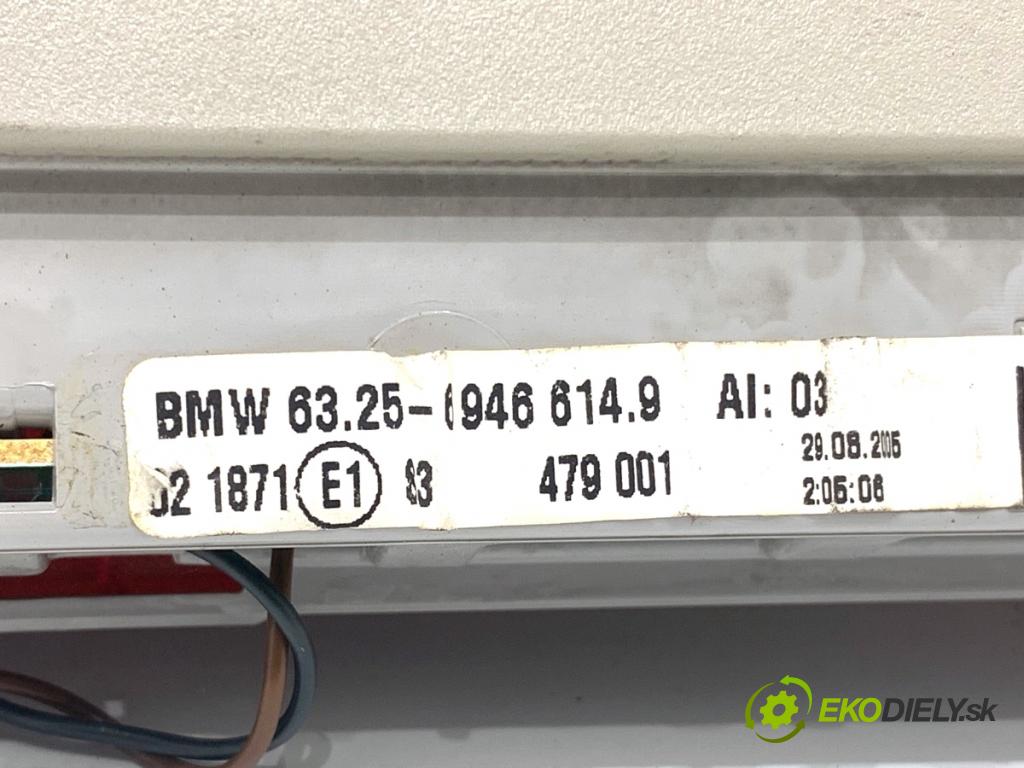 BMW 63.25-6946 614.9 AI: 03
29.08.2005
02 1871 E1 83 479 001
2:05:08
EKODIELY.sk